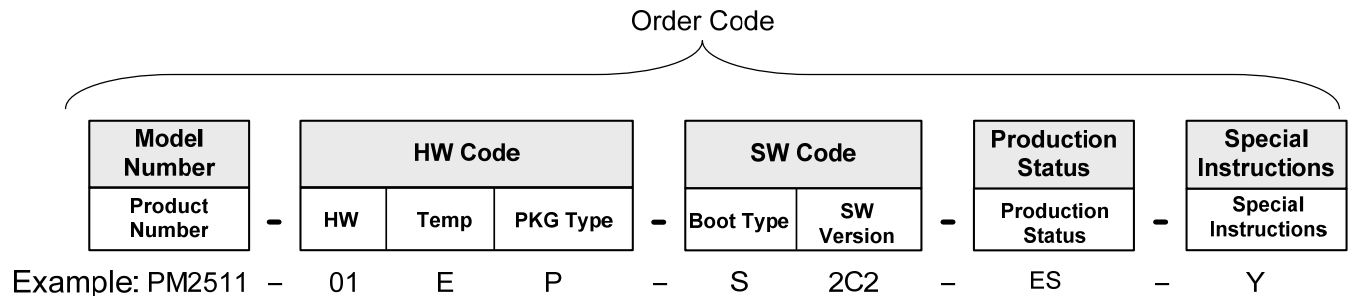 Order Code
Model Number - HW Code - SW Code - Production Status - Special Instructions
Product Number - HW Temp PKG Type - Boot Type SW Version - Production Status - Special Instructions
Example: PM2511 – 01 E P – S 2C2 – ES – Y